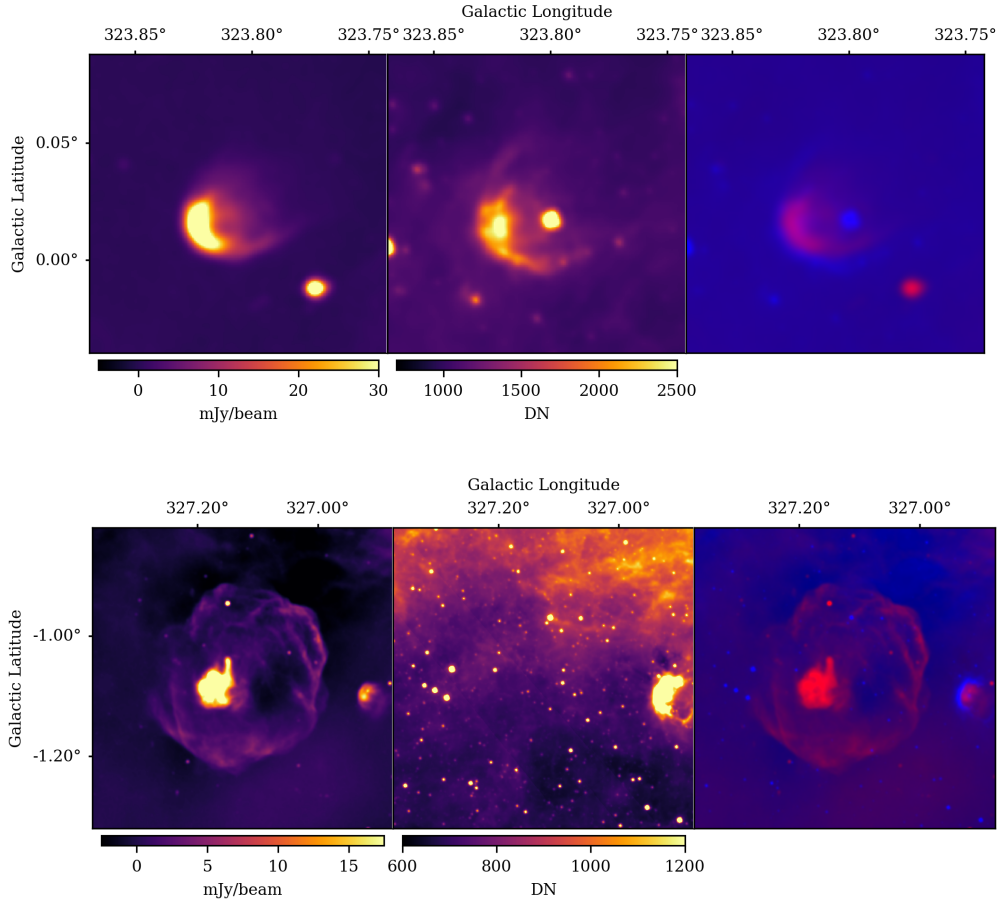 Galactic Longitude
323.85° 323.80° 323.75° 323.85° 323.80° 323.75° 323.85° 323.80° 323.75°
0.05°
Galactic Latitude
0.00°
0 10 20 30 1000 1500 2000 2500
mJy/beam DN
Galactic Longitude
327.20° 327.00° 327.20° 327.00° 327.20° 327.00°
-1.00°
Galactic Latitude
-1.20°
0 5 10 15 600 800 1000 1200
mJy/beam DN